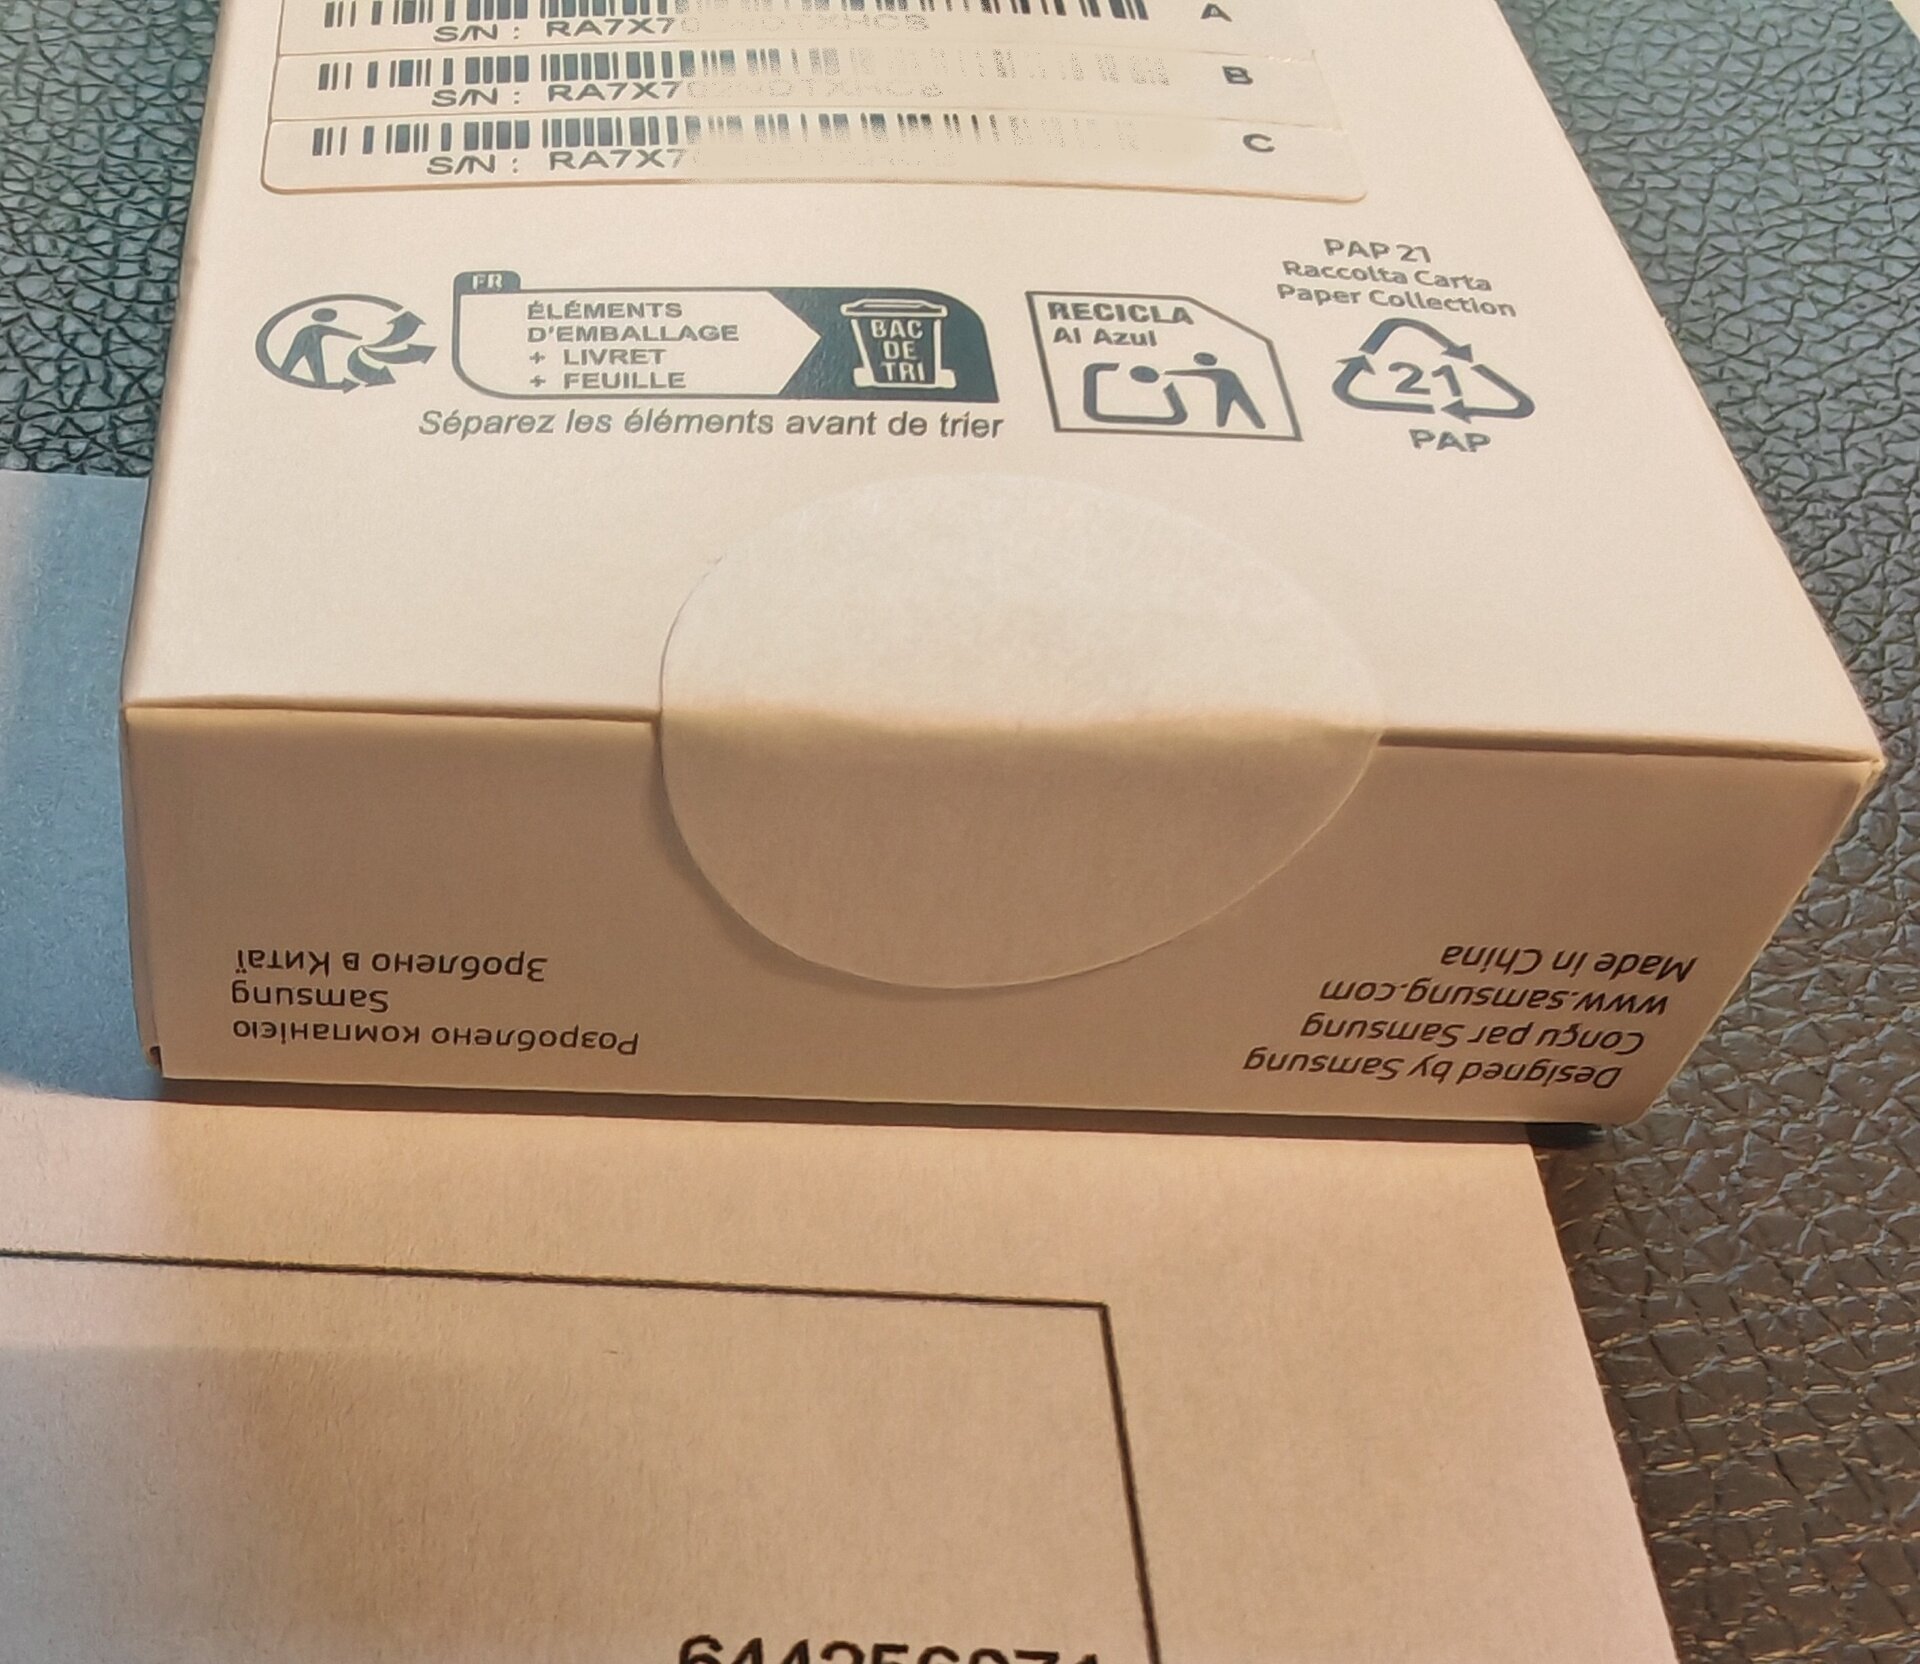 A
S/N : RA7X7
B
S/N : RA7X7
C
S/N : RA7X7
FR
ÉLÉMENTS
D'EMBALLAGE
+ LIVRET
+ FEUILLE
BAC
DE
TRI
Séparez les éléments avant de trier
RECICLA
Al Azul
PAP 21
Raccolta Carta
Paper Collection
21
PAP
Designed by Samsung
Conçu par Samsung
www.samsung.com
Made in China
Розроблено компанією
Samsung
Зроблено в Китаї